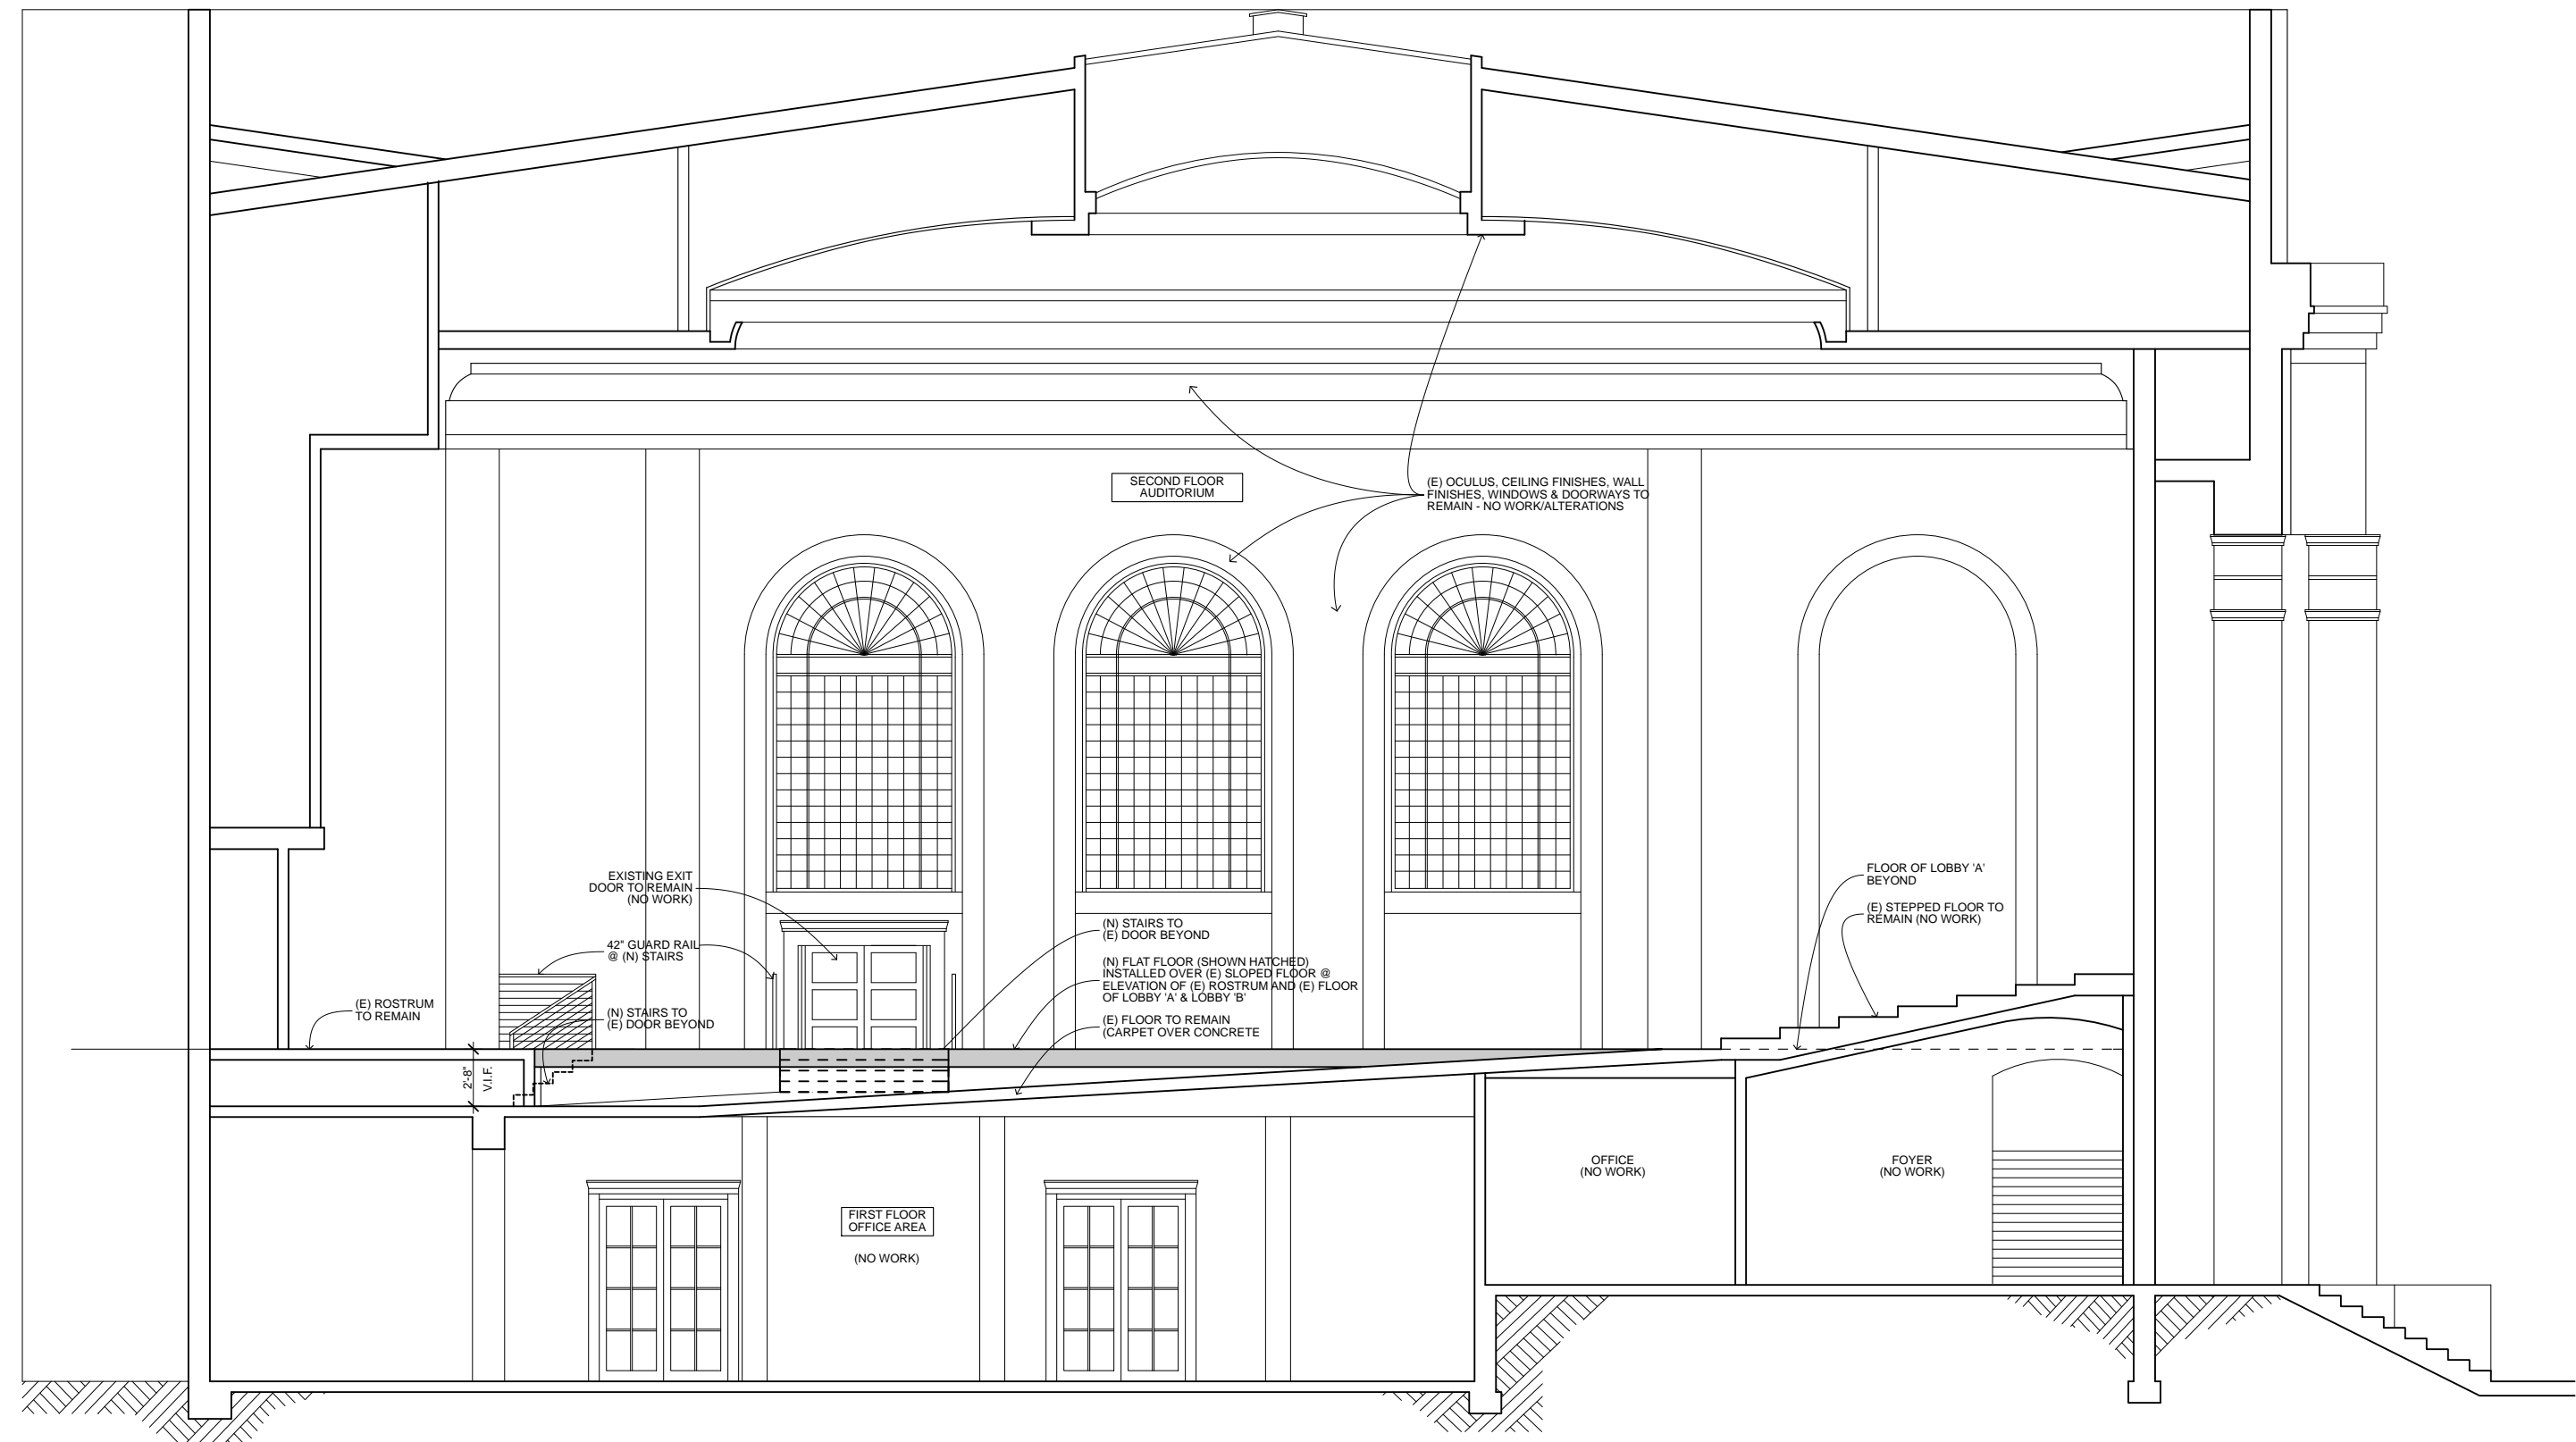 SECOND FLOOR
AUDITORIUM
(E) OCULUS, CEILING FINISHES, WALL
FINISHES, WINDOWS & DOORWAYS TO
REMAIN - NO WORK/ALTERATIONS
EXISTING EXIT
DOOR TO REMAIN
(NO WORK)
FLOOR OF LOBBY 'A'
BEYOND
(E) STEPPED FLOOR TO
REMAIN (NO WORK)
42" GUARD RAIL
@ (N) STAIRS
(N) STAIRS TO
(E) DOOR BEYOND
(N) FLAT FLOOR (SHOWN HATCHED)
INSTALLED OVER (E) SLOPED FLOOR @
ELEVATION OF (E) ROSTRUM AND (E) FLOOR
OF LOBBY 'A' & LOBBY 'B'
(E) ROSTRUM
TO REMAIN
(N) STAIRS TO
(E) DOOR BEYOND
(E) FLOOR TO REMAIN
(CARPET OVER CONCRETE
2'-8"
V.I.F.
OFFICE
(NO WORK)
FOYER
(NO WORK)
FIRST FLOOR
OFFICE AREA
(NO WORK)